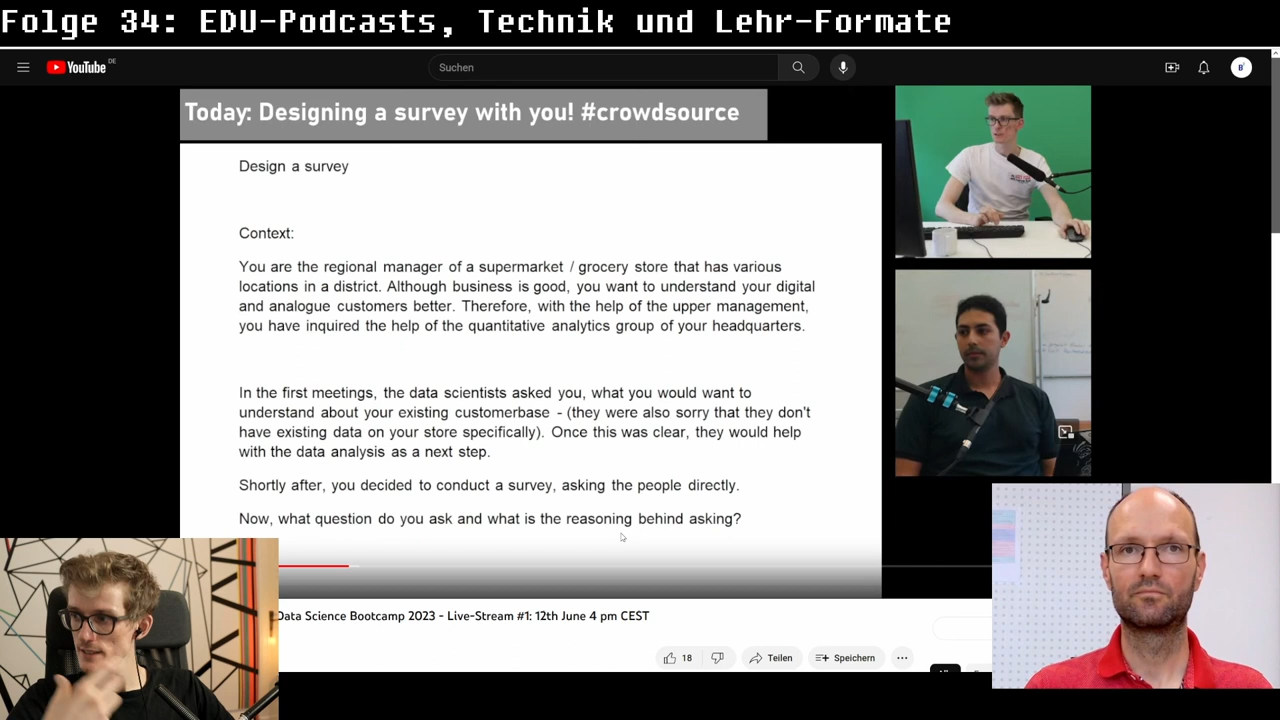 Folge 34: EDU-Podcasts, Technik und Lehr-Formate
YouTube DE
Suchen
Today: Designing a survey with you! #crowdsource
Design a survey
Context:
You are the regional manager of a supermarket / grocery store that has various
locations in a district. Although business is good, you want to understand your digital
and analogue customers better. Therefore, with the help of the upper management,
you have inquired the help of the quantitative analytics group of your headquarters.
In the first meetings, the data scientists asked you, what you would want to
understand about your existing customerbase - (they were also sorry that they don't
have existing data on your store specifically). Once this was clear, they would help
with the data analysis as a next step.
Shortly after, you decided to conduct a survey, asking the people directly.
Now, what question do you ask and what is the reasoning behind asking?
Data Science Bootcamp 2023 - Live-Stream #1: 12th June 4 pm CEST
18
Teilen
Speichern